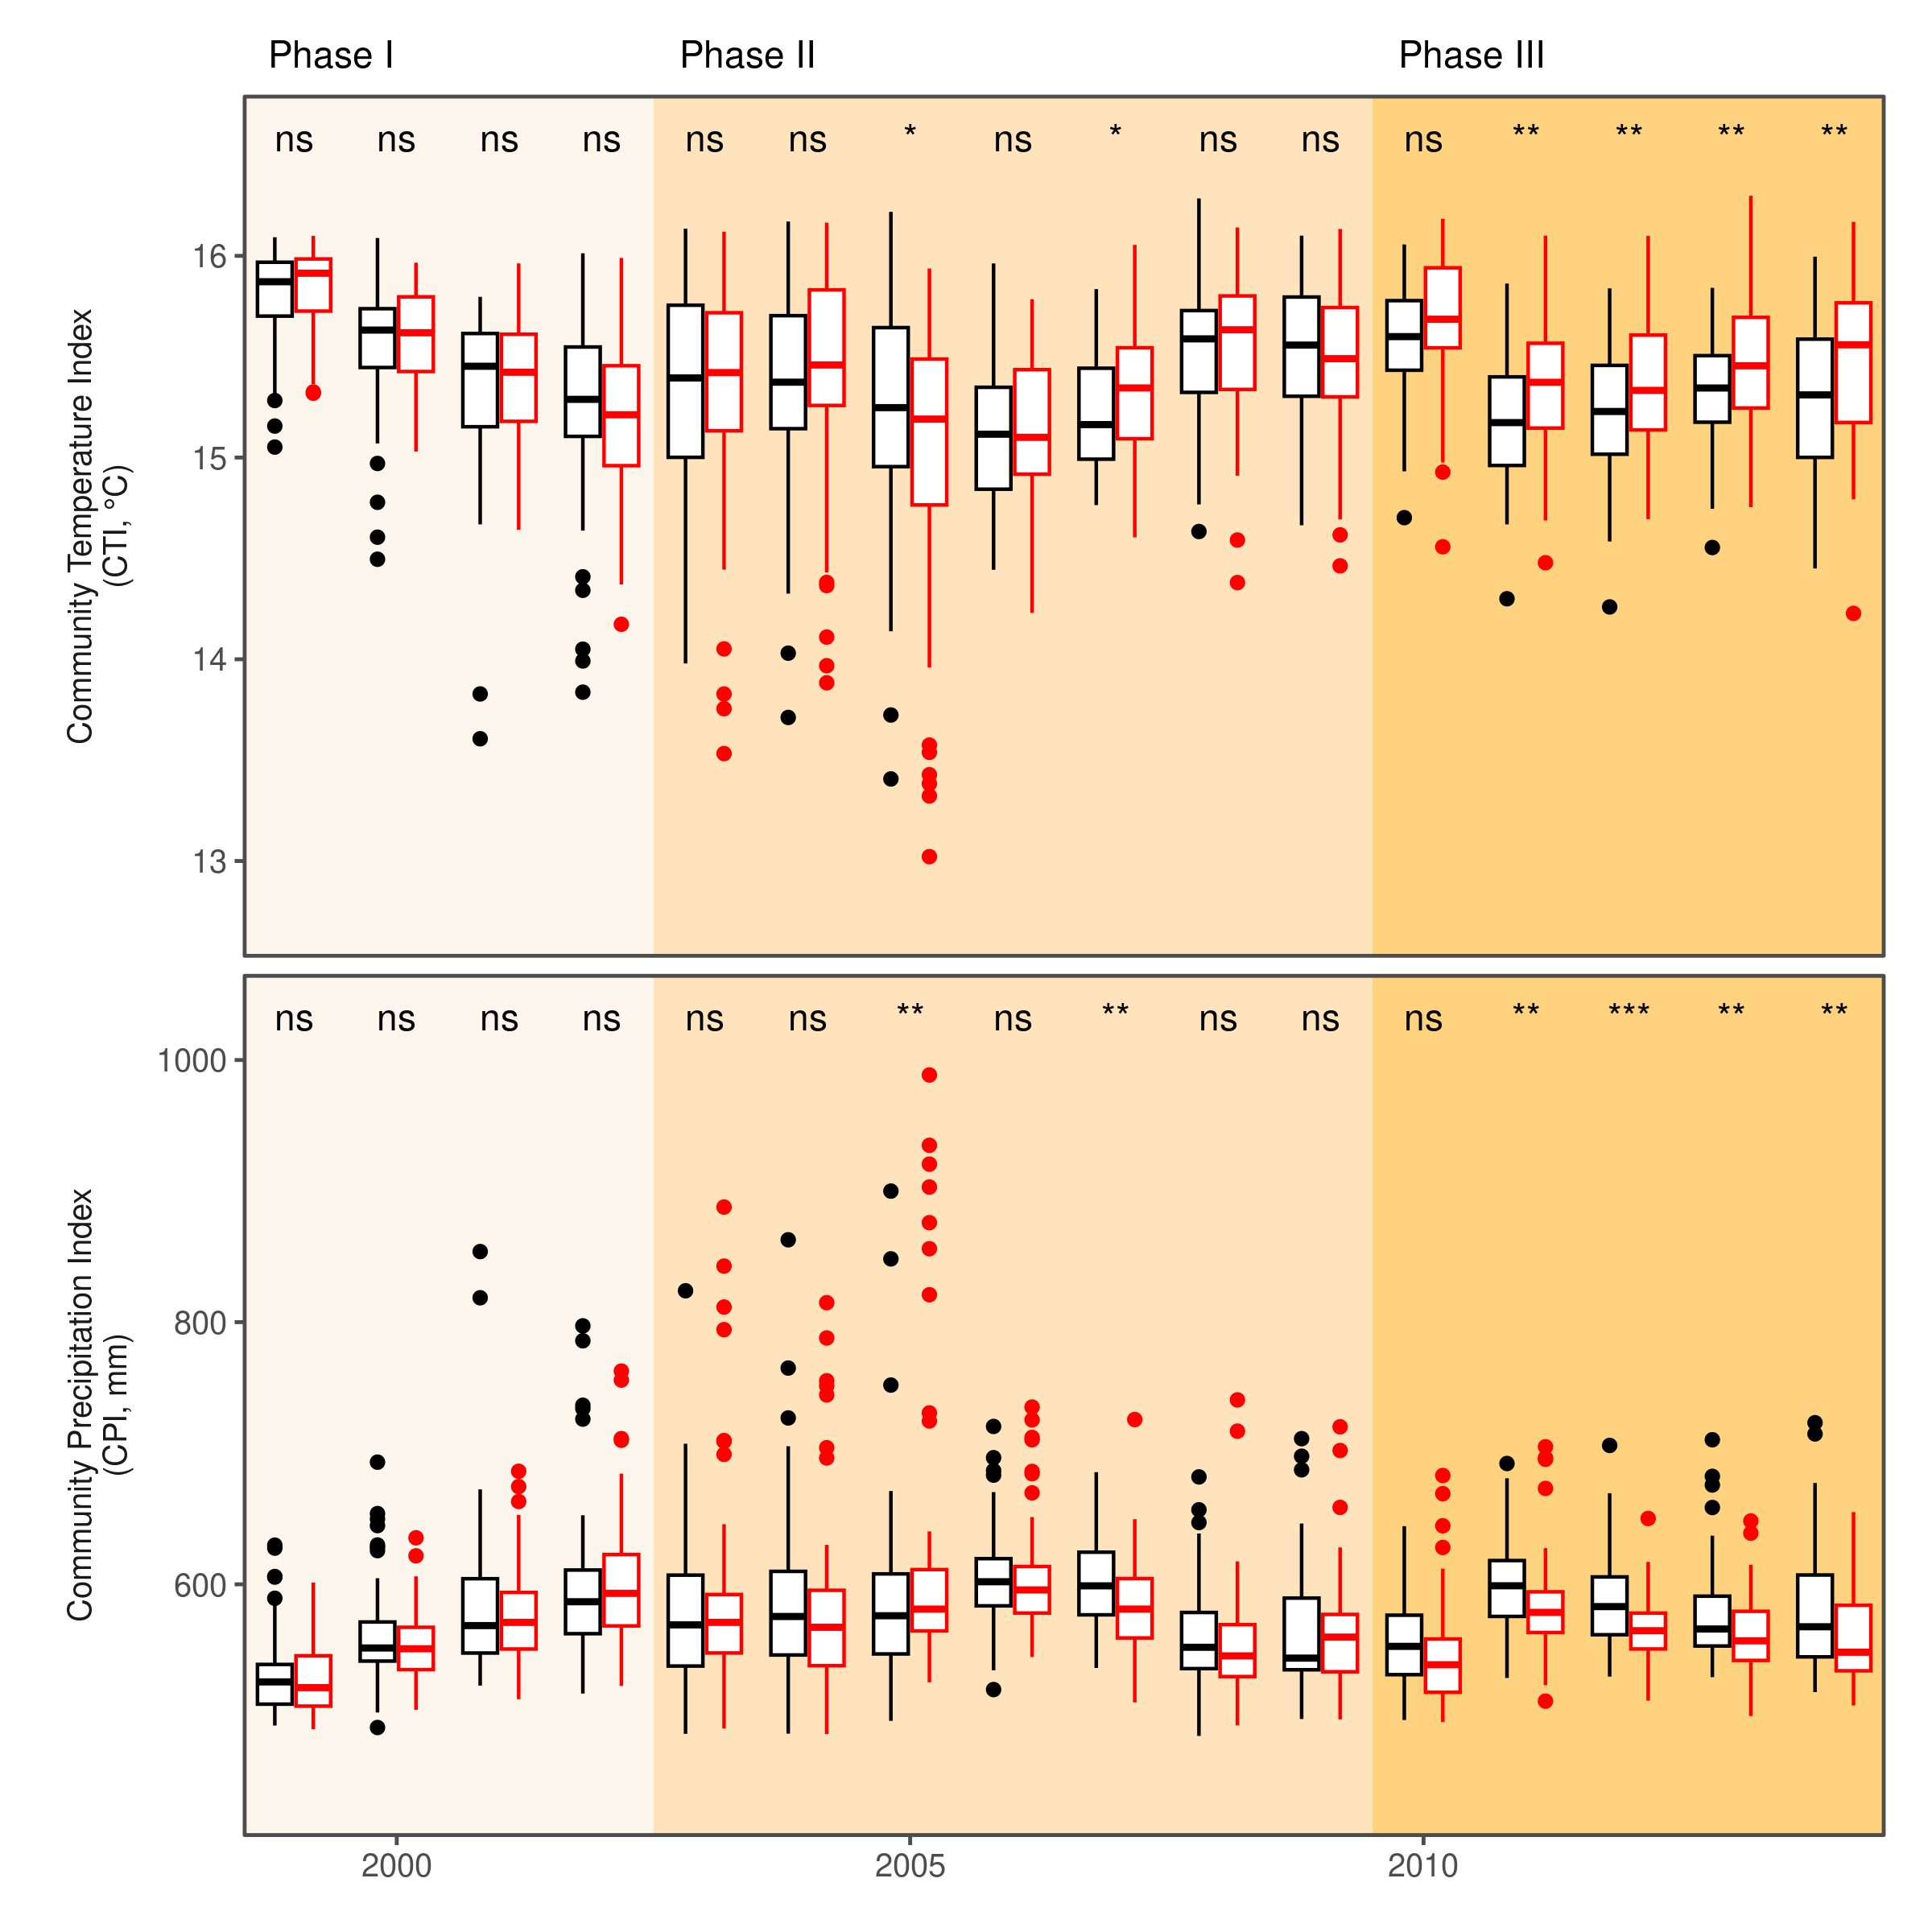 Phase I Phase II Phase III
ns ns ns ns ns ns * ns * ns ns ns ** ** ** **
16
15
14
13
Community Temperature Index
(CTI, °C)
ns ns ns ns ns ns ** ns ** ns ns ns ** *** ** **
1000
800
600
Community Precipitation Index
(CPI, mm)
2000 2005 2010